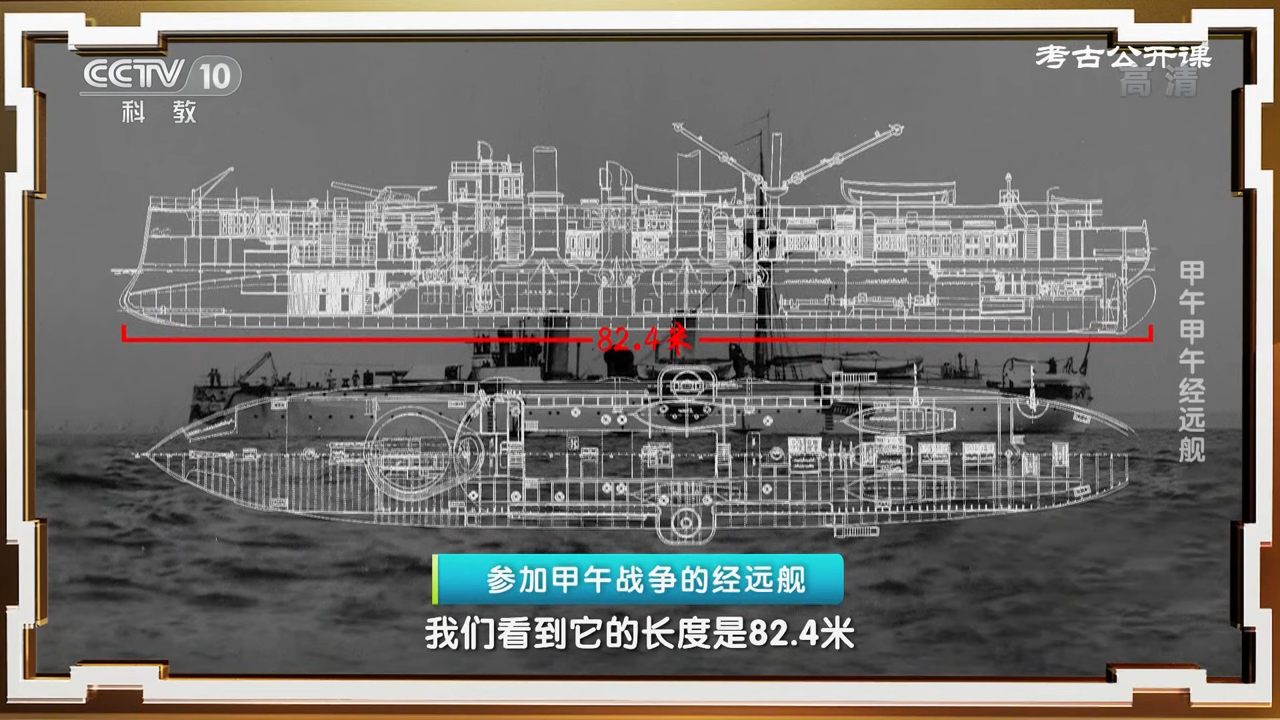 CCTV 10
科教
考古公开课
高清
甲午甲午经远舰
82.4米
参加甲午战争的经远舰
我们看到它的长度是82.4米